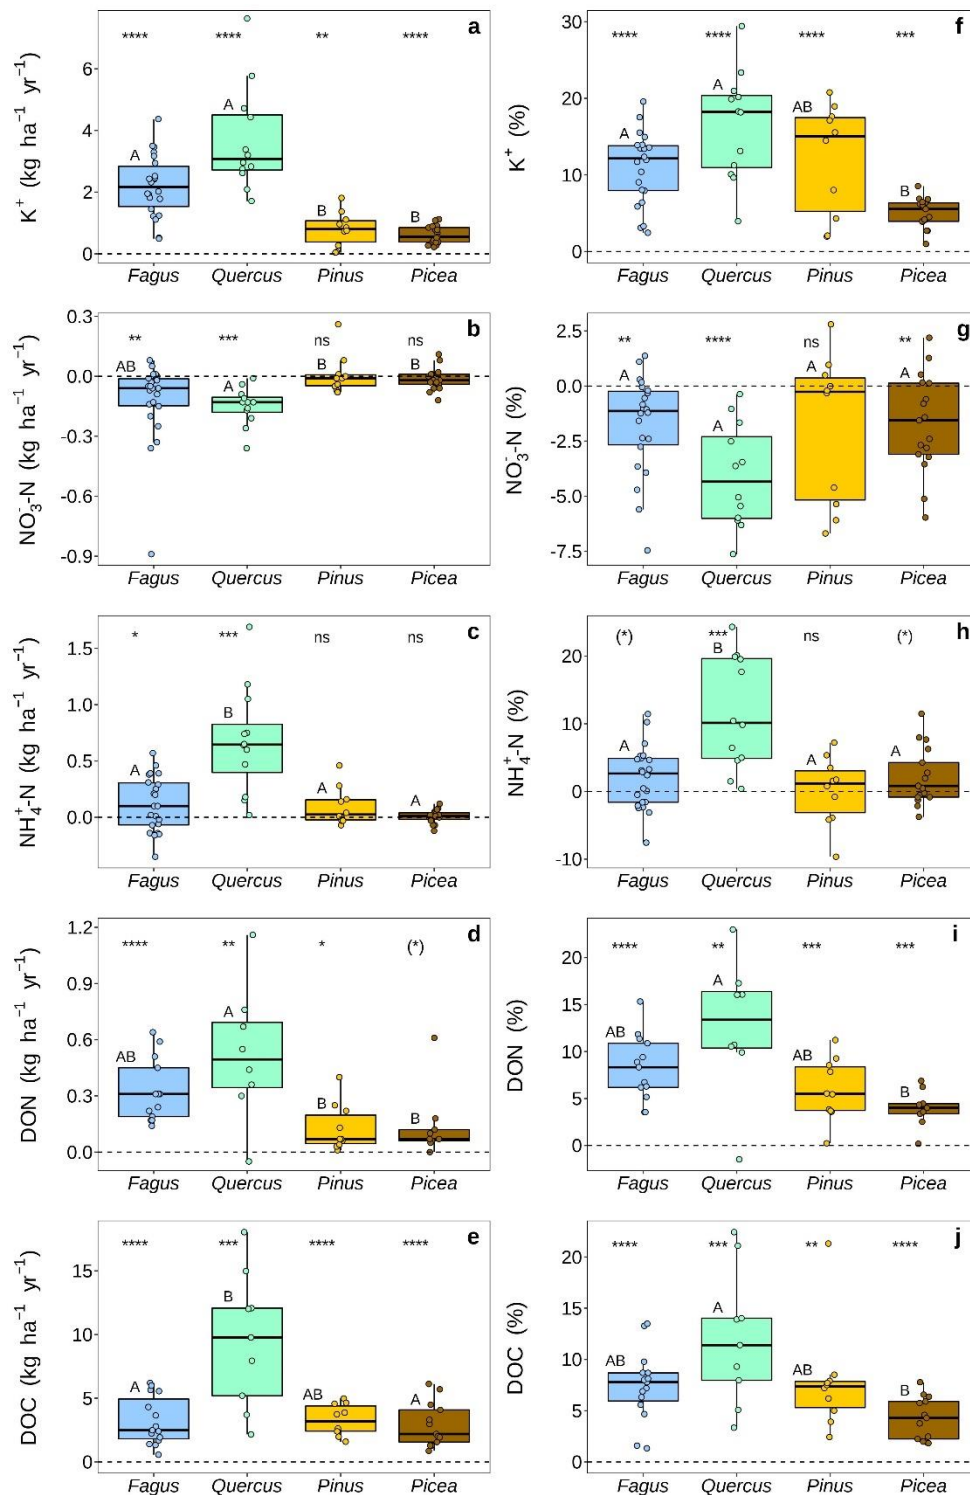 a
K⁺ (kg ha⁻¹ yr⁻¹)
6
4
2
0
**** **** ** ****
A A B B
Fagus Quercus Pinus Picea
f
K⁺ (%)
30
20
10
0
**** **** **** ***
A A AB B
Fagus Quercus Pinus Picea
b
NO₃⁻-N (kg ha⁻¹ yr⁻¹)
0.3
0.0
-0.3
-0.6
-0.9
** *** ns ns
AB A B B
Fagus Quercus Pinus Picea
g
NO₃⁻-N (%)
2.5
0.0
-2.5
-5.0
-7.5
** **** ns **
A A A A
Fagus Quercus Pinus Picea
c
NH₄⁺-N (kg ha⁻¹ yr⁻¹)
1.5
1.0
0.5
0.0
* *** ns ns
A B A A
Fagus Quercus Pinus Picea
h
NH₄⁺-N (%)
20
10
0
-10
(*) *** ns (*)
A B A A
Fagus Quercus Pinus Picea
d
DON (kg ha⁻¹ yr⁻¹)
1.2
0.9
0.6
0.3
0.0
**** ** * (*)
AB A B B
Fagus Quercus Pinus Picea
i
DON (%)
20
15
10
5
0
**** ** *** ***
AB A AB B
Fagus Quercus Pinus Picea
e
DOC (kg ha⁻¹ yr⁻¹)
15
10
5
0
**** *** **** ****
A B AB A
Fagus Quercus Pinus Picea
j
DOC (%)
20
15
10
5
0
**** *** ** ****
AB A AB B
Fagus Quercus Pinus Picea